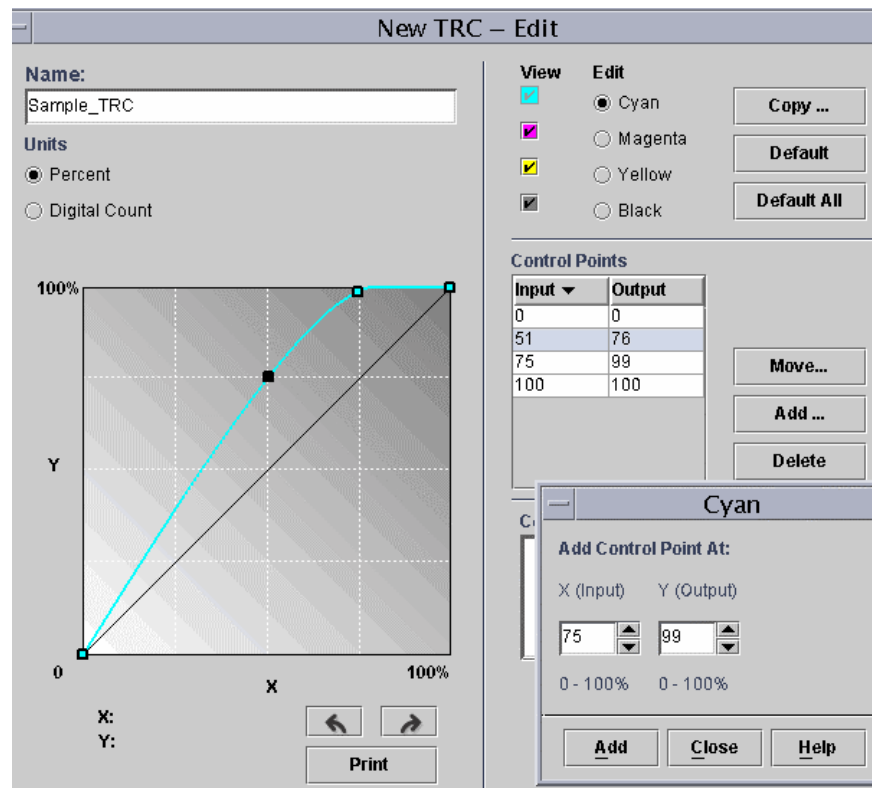 New TRC – Edit
Name:
Sample_TRC
Units
Percent
Digital Count
100%
Y
0
X
100%
X:
Y:
Print
View Edit
Cyan
Magenta
Yellow
Black
Copy ...
Default
Default All
Control Points
Input Output
0 0
51 76
75 99
100 100
Move...
Add ...
Delete
Cyan
Add Control Point At:
X (Input) Y (Output)
75 99
0 - 100% 0 - 100%
Add Close Help